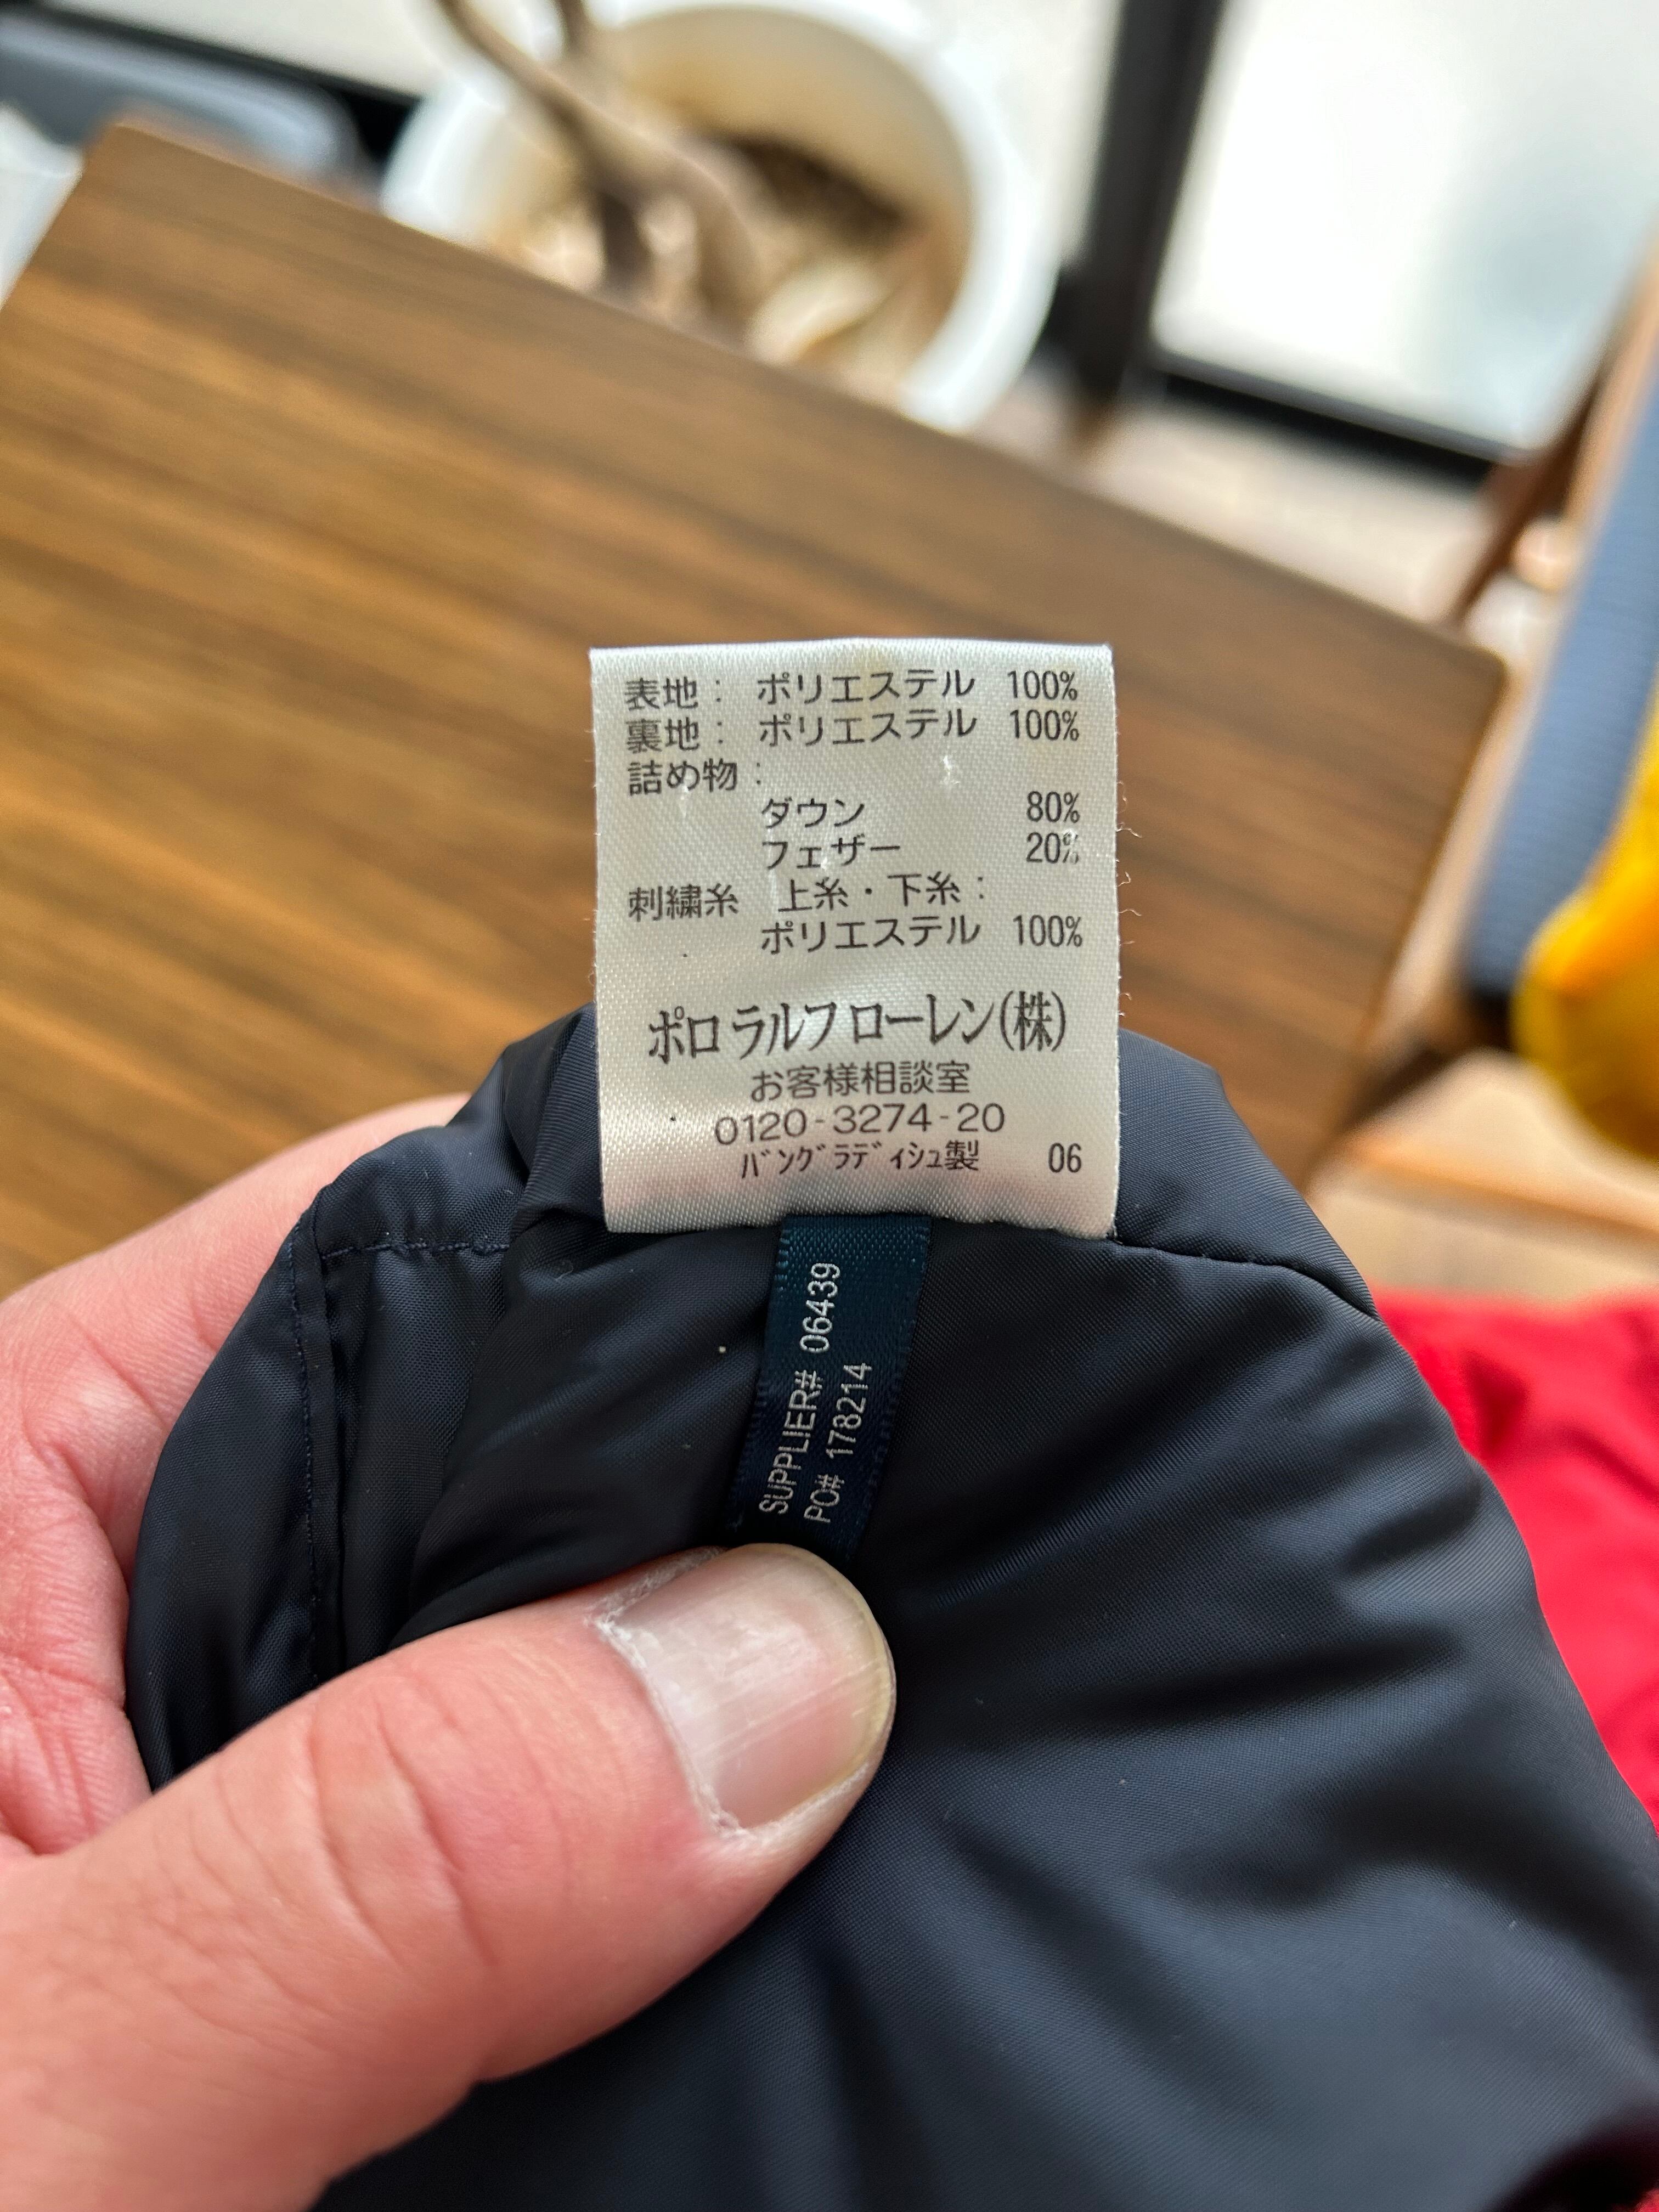 表地： ポリエステル 100%
裏地： ポリエステル 100%
詰め物：
ダウン 80%
フェザー 20%
刺繍糸 上糸・下糸：
ポリエステル 100%
ポロ ラルフ ローレン(株)
お客様相談室
0120-3274-20
ﾊﾞﾝｸﾞﾗﾃﾞｨｼｭ製 06
SUPPLIER# 06439
PO# 178214